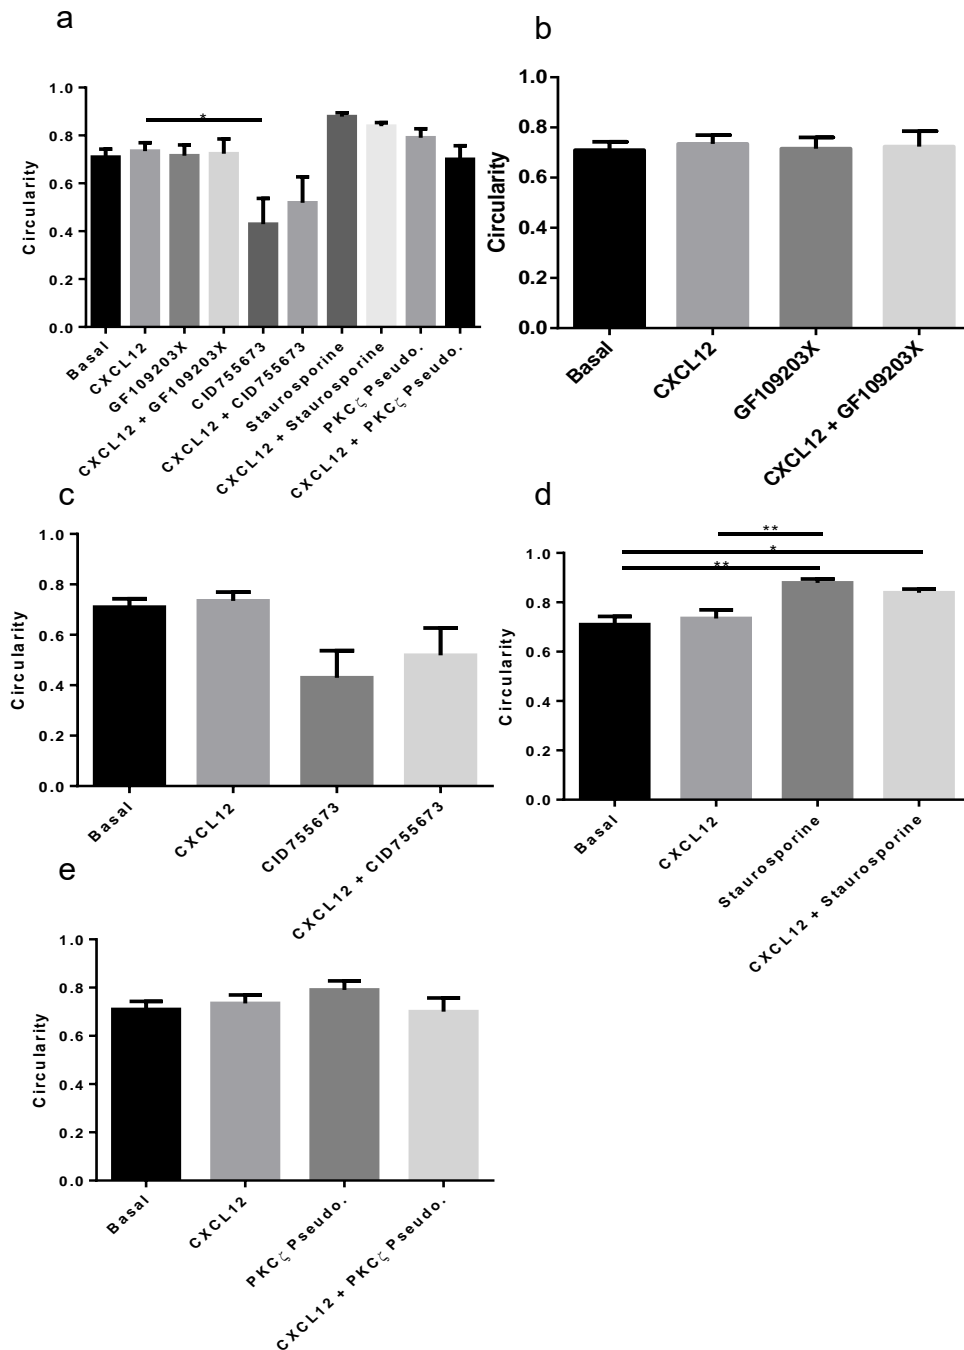 a
1.0
0.8
0.6
0.4
0.2
0.0
Circularity
*
Basal
CXCL12
GF109203X
CXCL12 + GF109203X
CID755673
CXCL12 + CID755673
Staurosporine
CXCL12 + Staurosporine
PKCζ Pseudo.
CXCL12 + PKCζ Pseudo.
b
1.0
0.8
0.6
0.4
0.2
0.0
Circularity
Basal
CXCL12
GF109203X
CXCL12 + GF109203X
c
1.0
0.8
0.6
0.4
0.2
0.0
Circularity
Basal
CXCL12
CID755673
CXCL12 + CID755673
d
**
*
**
1.0
0.8
0.6
0.4
0.2
0.0
Circularity
Basal
CXCL12
Staurosporine
CXCL12 + Staurosporine
e
1.0
0.8
0.6
0.4
0.2
0.0
Circularity
Basal
CXCL12
PKCζ Pseudo.
CXCL12 + PKCζ Pseudo.